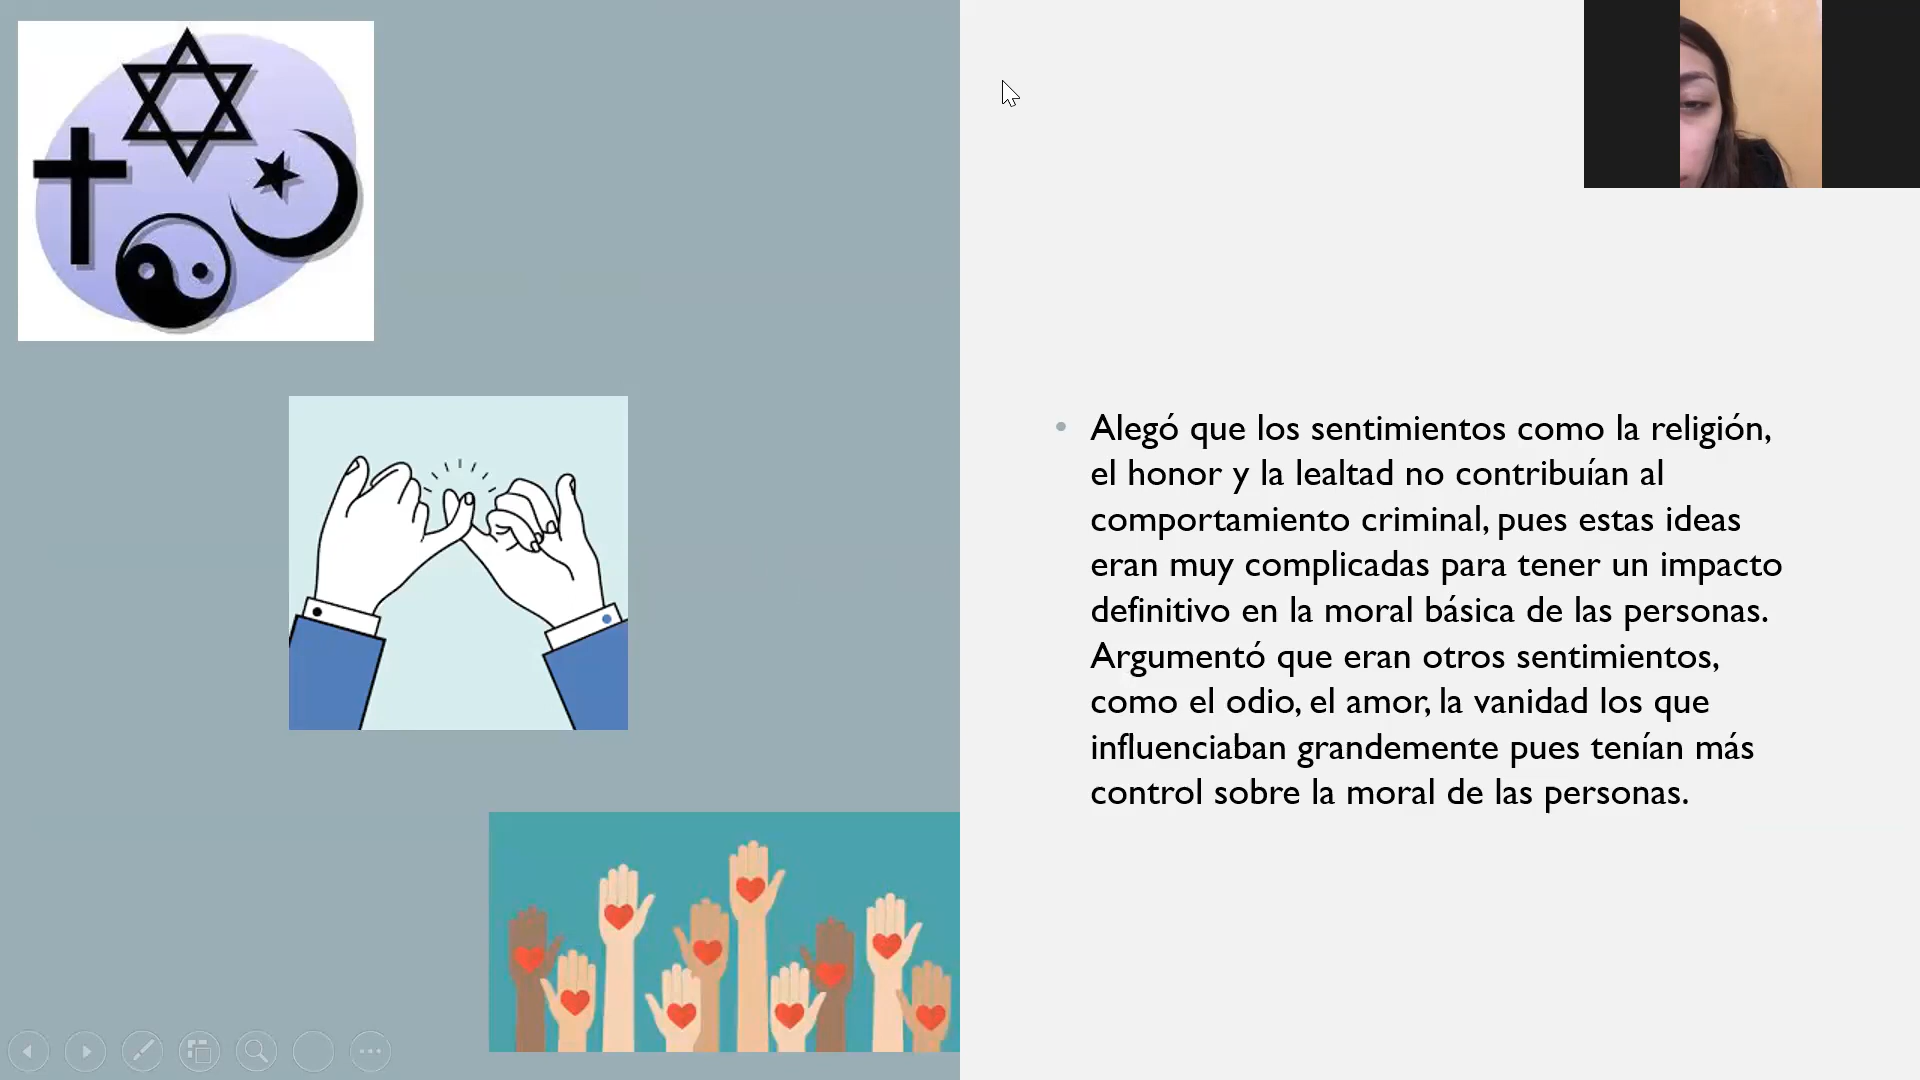 Alegó que los sentimientos como la religión,
el honor y la lealtad no contribuían al
comportamiento criminal, pues estas ideas
eran muy complicadas para tener un impacto
definitivo en la moral básica de las personas.
Argumentó que eran otros sentimientos,
como el odio, el amor, la vanidad los que
influenciaban grandemente pues tenían más
control sobre la moral de las personas.